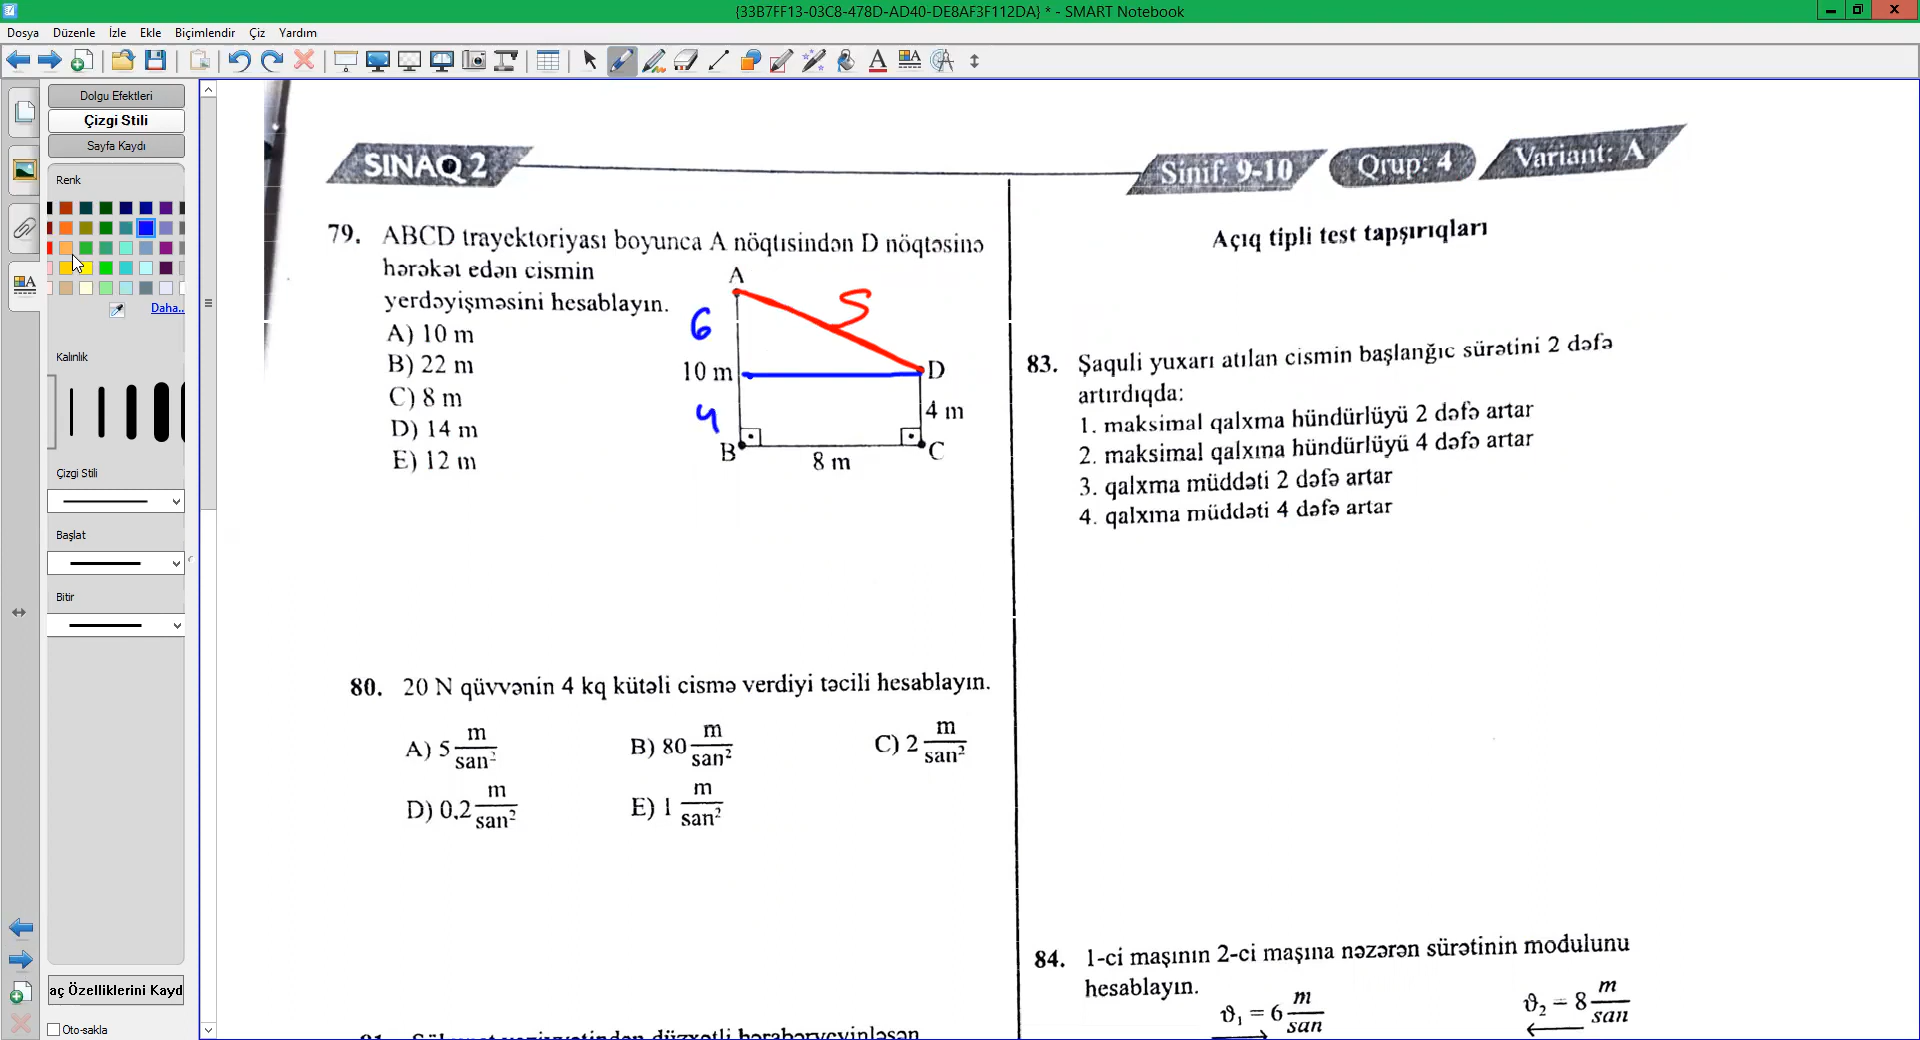 {33B7FF13-03C8-478D-AD40-DE8AF3F112DA} * - SMART Notebook
Dosya Düzenle İzle Ekle Biçimlendir Çiz Yardım
Dolgu Efektleri
Çizgi Stili
Sayfa Kaydı
Renk
Daha..
Kalınlık
Çizgi Stili
Başlat
Bitir
aç Özelliklerini Kayd
Oto-sakla
SINAQ 2
Sinif: 9-10
Qrup: 4
Variant: A
79. ABCD trayektoriyası boyunca A nöqtısindən D nöqtəsinə
hərəkət edən cismin
yerdəyişməsini hesablayın.
A) 10 m
B) 22 m
C) 8 m
D) 14 m
E) 12 m
A
S
6
10 m
D
4
4 m
B
C
8 m
80. 20 N qüvvənin 4 kq kütəli cismə verdiyi təcili hesablayın.
A) 5 m/san²
B) 80 m/san²
C) 2 m/san²
D) 0,2 m/san²
E) 1 m/san²
Açıq tipli test tapşırıqları
83. Şaquli yuxarı atılan cismin başlanğıc sürətini 2 dəfə
artırdıqda:
1. maksimal qalxma hündürlüyü 2 dəfə artar
2. maksimal qalxma hündürlüyü 4 dəfə artar
3. qalxma müddəti 2 dəfə artar
4. qalxma müddəti 4 dəfə artar
84. 1-ci maşının 2-ci maşına nəzərən sürətinin modulunu
hesablayın.
ϑ₁ = 6 m/san
ϑ₂ = 8 m/san